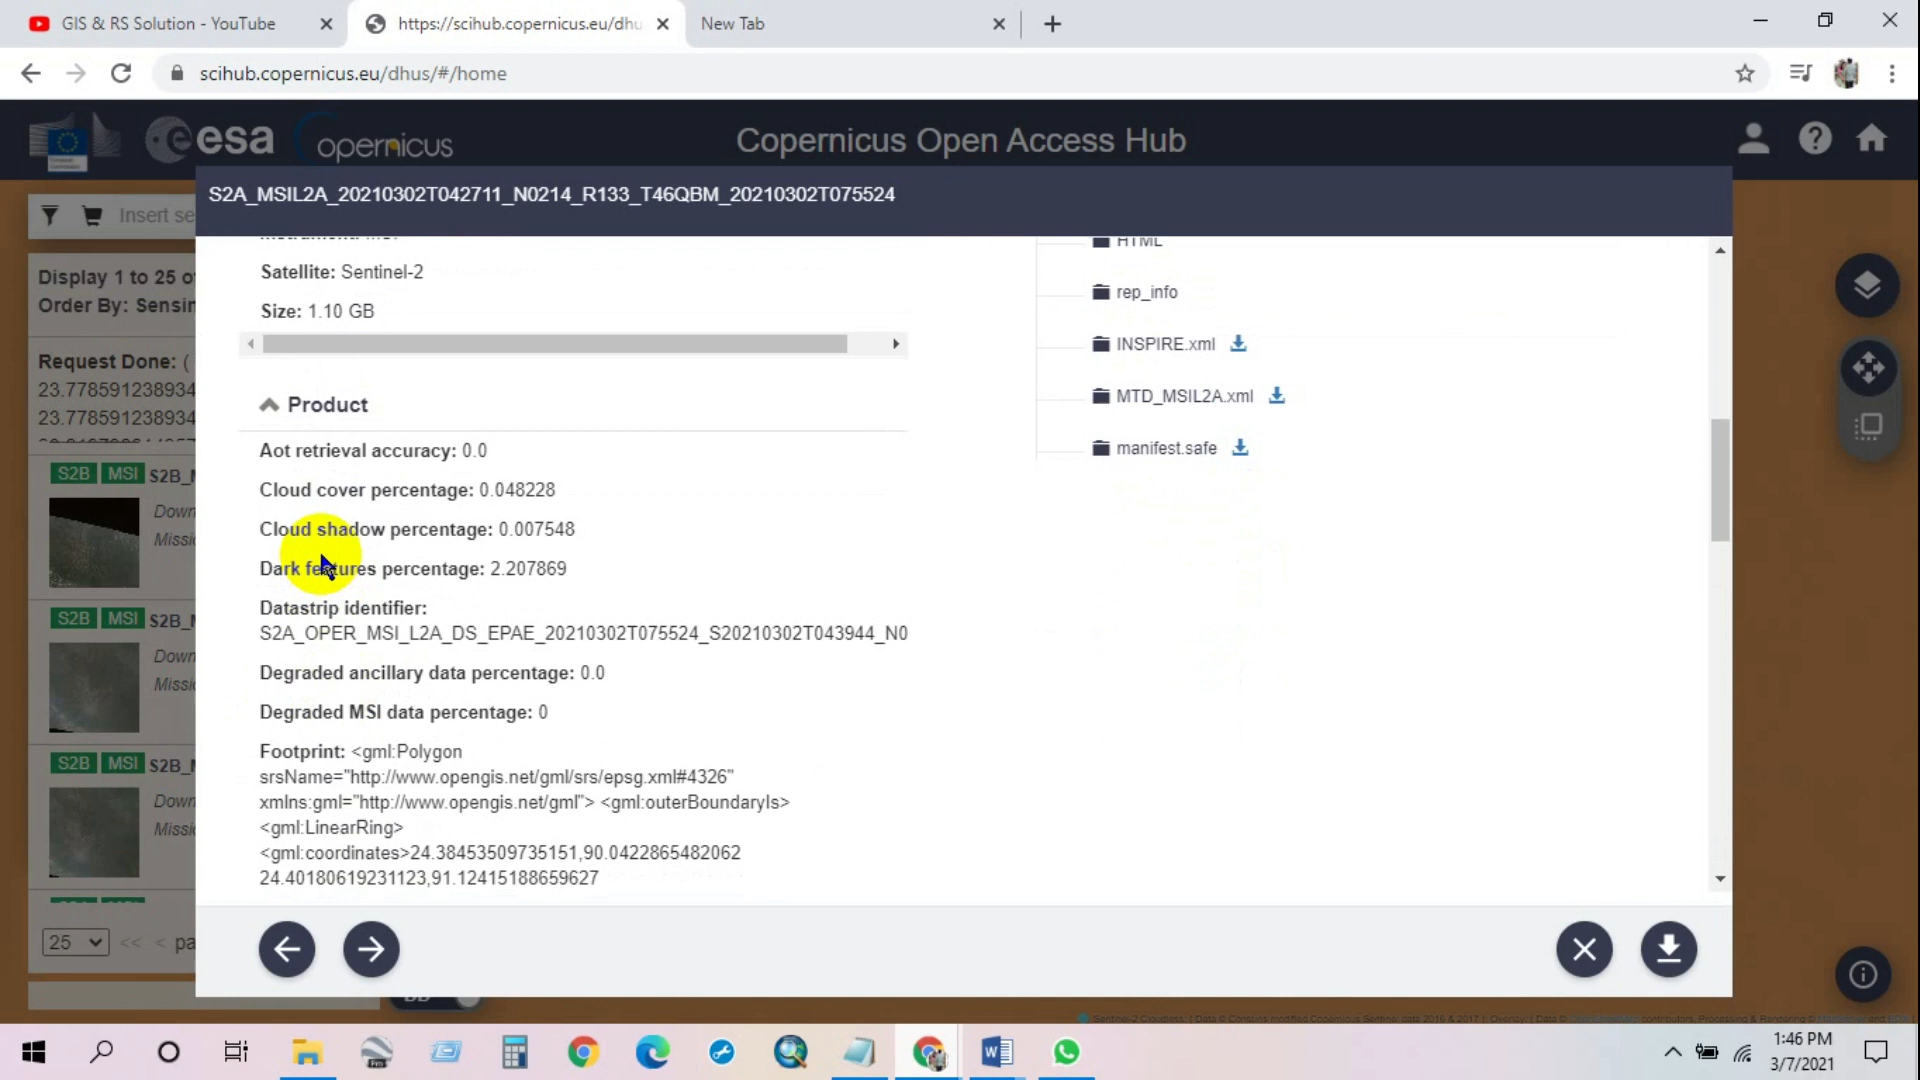 GIS & RS Solution - YouTube
https://scihub.copernicus.eu/dhu
New Tab
scihub.copernicus.eu/dhus/#/home
esa
opernicus
Copernicus Open Access Hub
S2A_MSIL2A_20210302T042711_N0214_R133_T46QBM_20210302T075524
Insert se
Display 1 to 25 o
Order By: Sensin
Request Done: (
23.778591238934
23.778591238934
S2B MSI S2B_
Down
Missi
S2B MSI S2B_
Down
Missi
S2B MSI S2B_
Down
Missi
25 << < pa
Satellite: Sentinel-2
Size: 1.10 GB
Product
Aot retrieval accuracy: 0.0
Cloud cover percentage: 0.048228
Cloud shadow percentage: 0.007548
Dark features percentage: 2.207869
Datastrip identifier:
S2A_OPER_MSI_L2A_DS_EPAE_20210302T075524_S20210302T043944_N0
Degraded ancillary data percentage: 0.0
Degraded MSI data percentage: 0
Footprint: <gml:Polygon
srsName="http://www.opengis.net/gml/srs/epsg.xml#4326"
xmlns:gml="http://www.opengis.net/gml"> <gml:outerBoundaryIs>
<gml:LinearRing>
<gml:coordinates>24.38453509735151,90.0422865482062
24.40180619231123,91.12415188659627
HTML
rep_info
INSPIRE.xml
MTD_MSIL2A.xml
manifest.safe
1:46 PM
3/7/2021